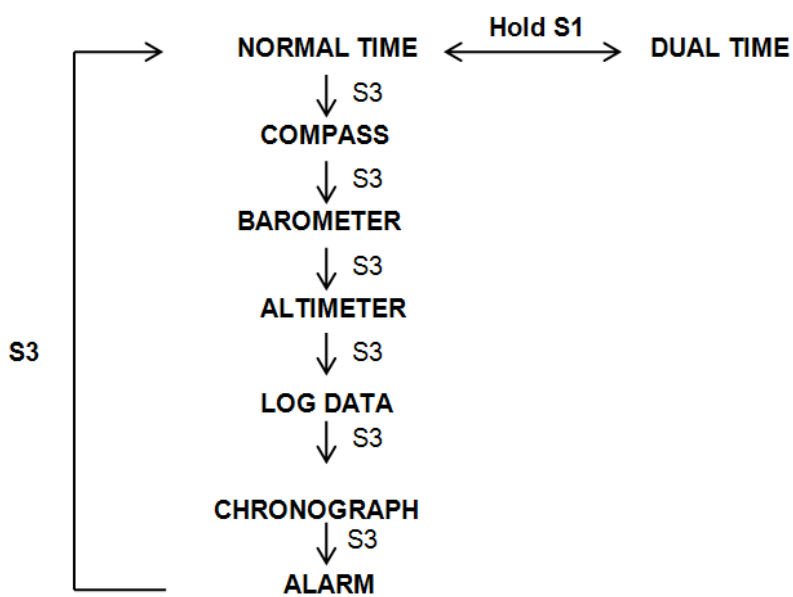 Hold S1
NORMAL TIME
DUAL TIME
S3
COMPASS
S3
BAROMETER
S3
ALTIMETER
S3
S3
LOG DATA
S3
CHRONOGRAPH
S3
ALARM